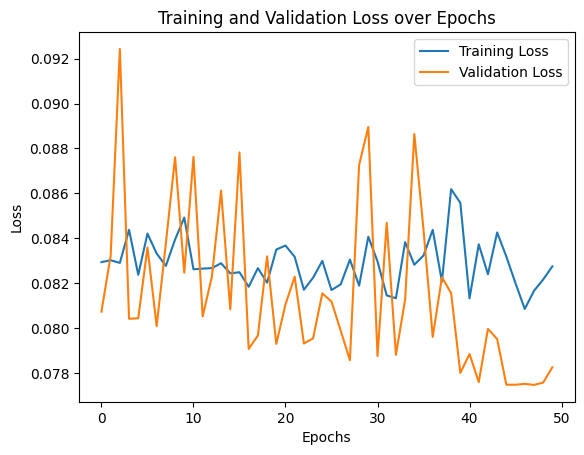 Training and Validation Loss over Epochs
Training Loss
Validation Loss
Loss
0.092
0.090
0.088
0.086
0.084
0.082
0.080
0.078
0
10
20
30
40
50
Epochs